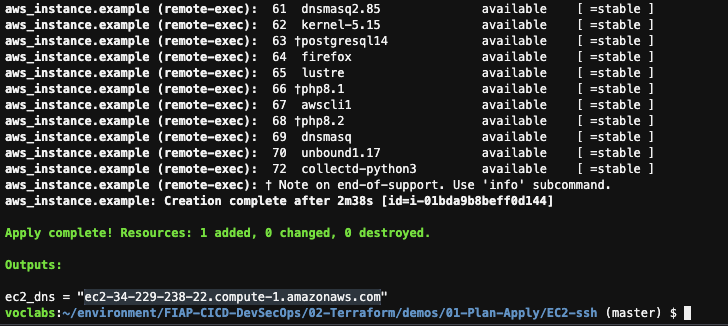 aws_instance.example (remote-exec):  61  dnsmasq2.85              available    [ =stable ]
aws_instance.example (remote-exec):  62  kernel-5.15              available    [ =stable ]
aws_instance.example (remote-exec):  63 †postgresql14             available    [ =stable ]
aws_instance.example (remote-exec):  64  firefox                  available    [ =stable ]
aws_instance.example (remote-exec):  65  lustre                   available    [ =stable ]
aws_instance.example (remote-exec):  66 †php8.1                   available    [ =stable ]
aws_instance.example (remote-exec):  67  awscli1                  available    [ =stable ]
aws_instance.example (remote-exec):  68 †php8.2                   available    [ =stable ]
aws_instance.example (remote-exec):  69  dnsmasq                  available    [ =stable ]
aws_instance.example (remote-exec):  70  unbound1.17              available    [ =stable ]
aws_instance.example (remote-exec):  72  collectd-python3         available    [ =stable ]
aws_instance.example (remote-exec): † Note on end-of-support. Use 'info' subcommand.
aws_instance.example: Creation complete after 2m38s [id=i-01bda9b8beff0d144]
Apply complete! Resources: 1 added, 0 changed, 0 destroyed.
Outputs:
ec2_dns = "ec2-34-229-238-22.compute-1.amazonaws.com"
voclabs:~/environment/FIAP-CICD-DevSecOps/02-Terraform/demos/01-Plan-Apply/EC2-ssh (master) $